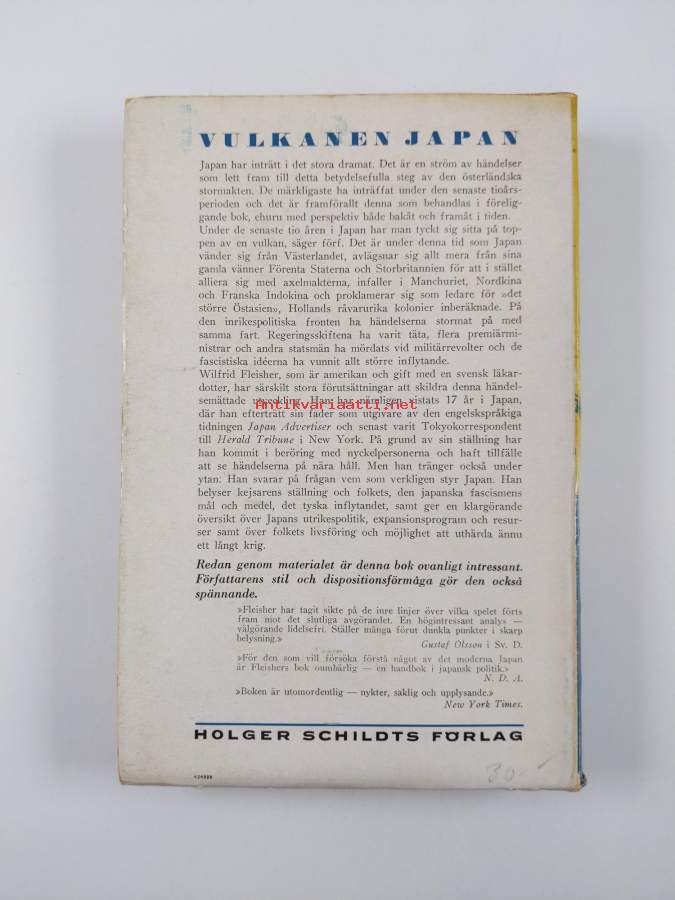 VULKANEN JAPAN
Japan har inträtt i det stora dramat. Det är en ström av händelser
som lett fram till detta betydelsefulla steg av den österländska
stormakten. De märkligaste ha inträffat under den senaste tioårs-
perioden och det är framförallt denna som behandlas i förelig-
gande bok, churu med perspektiv både bakåt och framåt i tiden.
Under de senaste tio åren i Japan har man tyckt sig sitta på top-
pen av en vulkan, säger förf. Det är under denna tid som Japan
vänder sig från Västerlandet, avlägsnar sig allt mera från sina
gamla vänner Förenta Staterna och Storbritannien för att i stället
alliera sig med axelmakterna, infaller i Manchuriet, Nordkina
och Franska Indokina och proklamerar sig som ledare för »det
större Östasien», Hollands råvarurika kolonier inberäknade. På
den inrikespolitiska fronten ha händelserna stormat på med
samma fart. Regeringsskiftena ha varit täta, flera premiärmini-
strar och andra statsmän ha mördats vid militärrevolter och de
fascistiska idéerna ha vunnit allt större inflytande.
Wilfrid Fleisher, som är amerikan och gift med en svensk läkar-
dotter, har särskilt stora förutsättningar att skildra denna händel-
semättade utveckling. Han har nämligen vistats 17 år i Japan,
Antikvariaatti.net
där han efterträtt sin fader som utgivare av den engelskspråkiga
tidningen Japan Advertiser och senast varit Tokyokorrespondent
till Herald Tribune i New York. På grund av sin ställning har
han kommit i beröring med nyckelpersonerna och haft tillfälle
att se händelserna på nära håll. Men han tränger också under
ytan: Han svarar på frågan vem som verkligen styr Japan. Han
belyser kejsarens ställning och folkets, den japanska fascismens
mål och medel, det tyska inflytandet, samt ger en klargörande
översikt över Japans utrikespolitik, expansionsprogram och resur-
ser samt över folkets livsföring och möjlighet att uthärda ännu
ett långt krig.
Redan genom materialet är denna bok ovanligt intressant.
Författarens stil och dispositionsförmåga gör den också
spännande.
»Fleisher har tagit sikte på de inre linjer över vilka spelet förts
fram mot det slutliga avgörandet. En högintressant analys —
välgörande lidelsefri. Ställer många förut dunkla punkter i skarp
belysning.»
Gustaf Olsson i Sv. D.
»För den som vill försöka förstå något av det moderna Japan
är Fleishers bok oumbärlig — en handbok i japansk politik.»
N. D. A.
»Boken är utomordentlig — nykter, saklig och upplysande.»
New York Times.
HOLGER SCHILDTS FÖRLAG
30:-